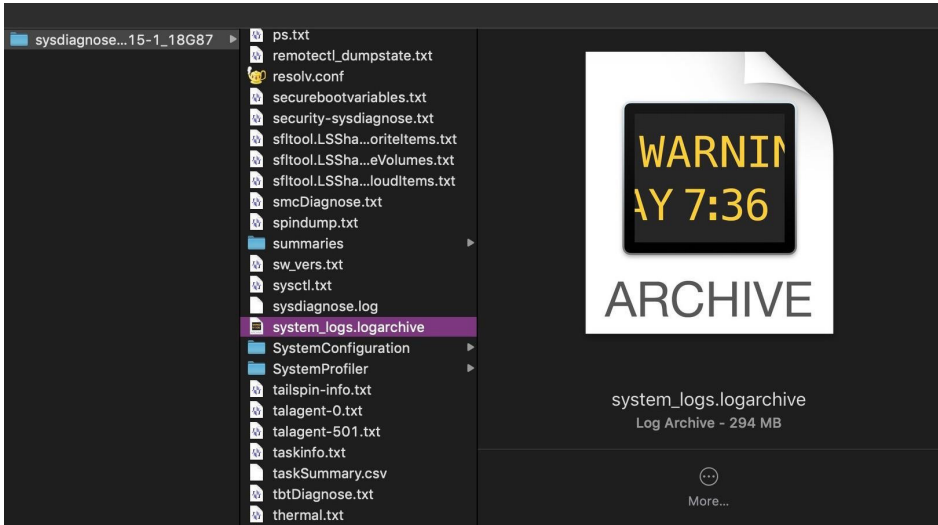 sysdiagnose...15-1_18G87
ps.txt
remotectl_dumpstate.txt
resolv.conf
securebootvariables.txt
security-sysdiagnose.txt
sfltool.LSSha...oriteItems.txt
sfltool.LSSha...eVolumes.txt
sfltool.LSSha...loudItems.txt
smcDiagnose.txt
spindump.txt
summaries
sw_vers.txt
sysctl.txt
sysdiagnose.log
system_logs.logarchive
SystemConfiguration
SystemProfiler
tailspin-info.txt
talagent-0.txt
talagent-501.txt
taskinfo.txt
taskSummary.csv
tbtDiagnose.txt
thermal.txt
WARNIN
AY 7:36
ARCHIVE
system_logs.logarchive
Log Archive - 294 MB
More...